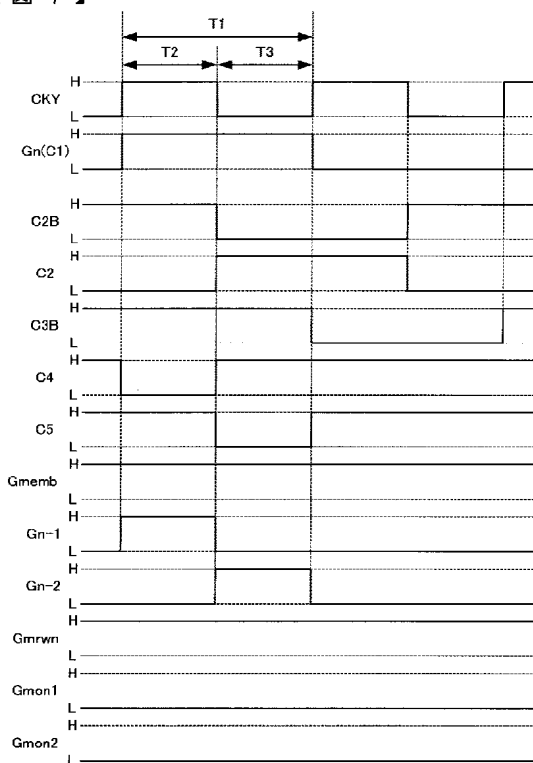 図 7 】
T1
T2 T3
H
CKY
L
H
Gn(C1)
L
H
C2B
L
H
C2
L
H
C3B
L
H
C4
L
H
C5
L
H
Gmemb
L
H
Gn-1
L
H
Gn-2
L
H
Gmrwn
L
H
Gmon1
L
H
Gmon2
L